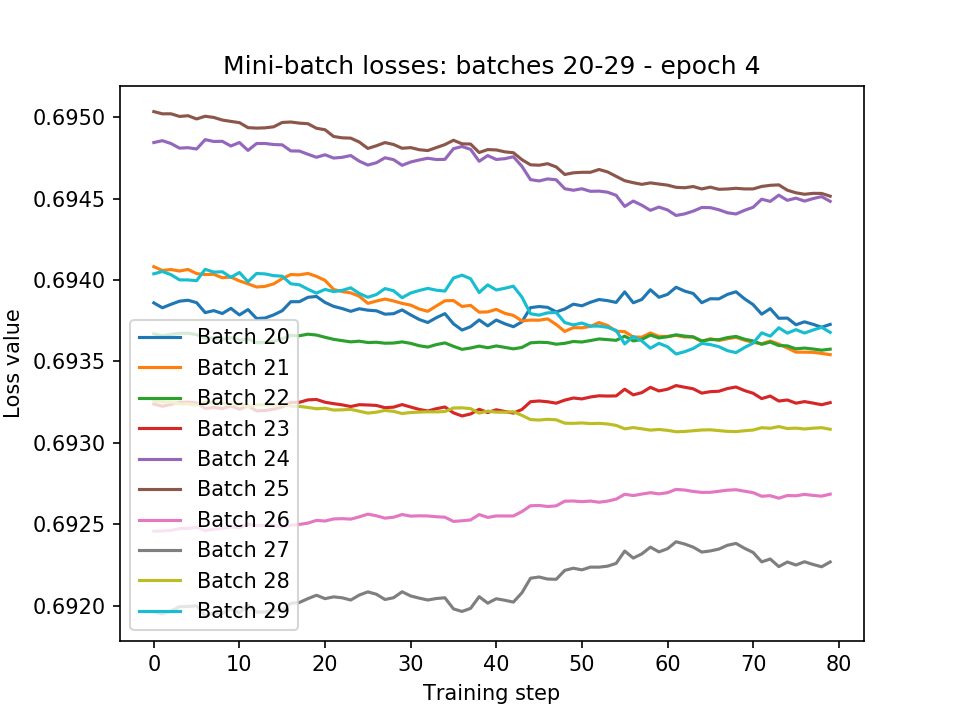 Mini-batch losses: batches 20-29 - epoch 4
0.6950
0.6945
0.6940
0.6935
0.6930
0.6925
0.6920
Loss value
Batch 20
Batch 21
Batch 22
Batch 23
Batch 24
Batch 25
Batch 26
Batch 27
Batch 28
Batch 29
0 10 20 30 40 50 60 70 80
Training step